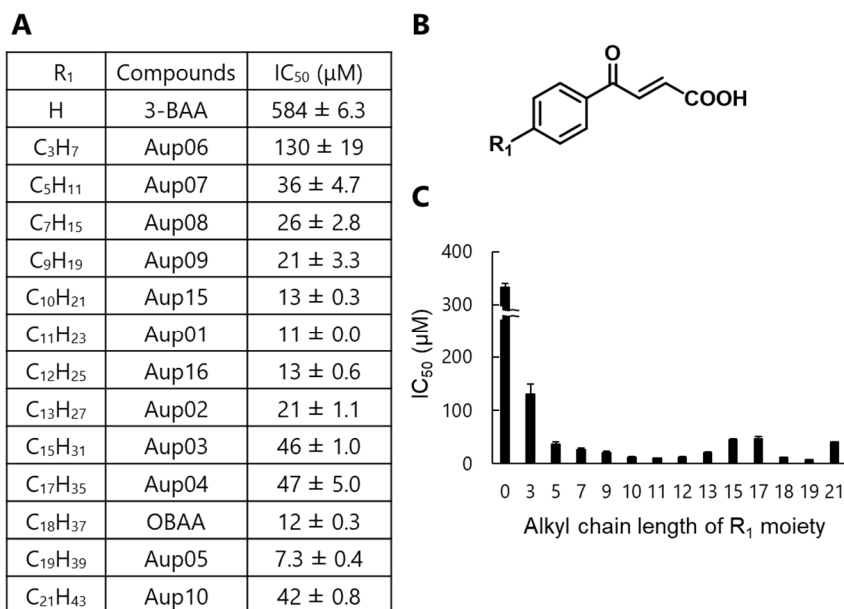 A
R₁ Compounds IC₅₀ (μM)
H 3-BAA 584 ± 6.3
C₃H₇ Aup06 130 ± 19
C₅H₁₁ Aup07 36 ± 4.7
C₇H₁₅ Aup08 26 ± 2.8
C₉H₁₉ Aup09 21 ± 3.3
C₁₀H₂₁ Aup15 13 ± 0.3
C₁₁H₂₃ Aup01 11 ± 0.0
C₁₂H₂₅ Aup16 13 ± 0.6
C₁₃H₂₇ Aup02 21 ± 1.1
C₁₅H₃₁ Aup03 46 ± 1.0
C₁₇H₃₅ Aup04 47 ± 5.0
C₁₈H₃₇ OBAA 12 ± 0.3
C₁₉H₃₉ Aup05 7.3 ± 0.4
C₂₁H₄₃ Aup10 42 ± 0.8
B
O
COOH
R₁
C
400
300
200
100
0
IC₅₀ (μM)
0 3 5 7 9 10 11 12 13 15 17 18 19 21
Alkyl chain length of R₁ moiety